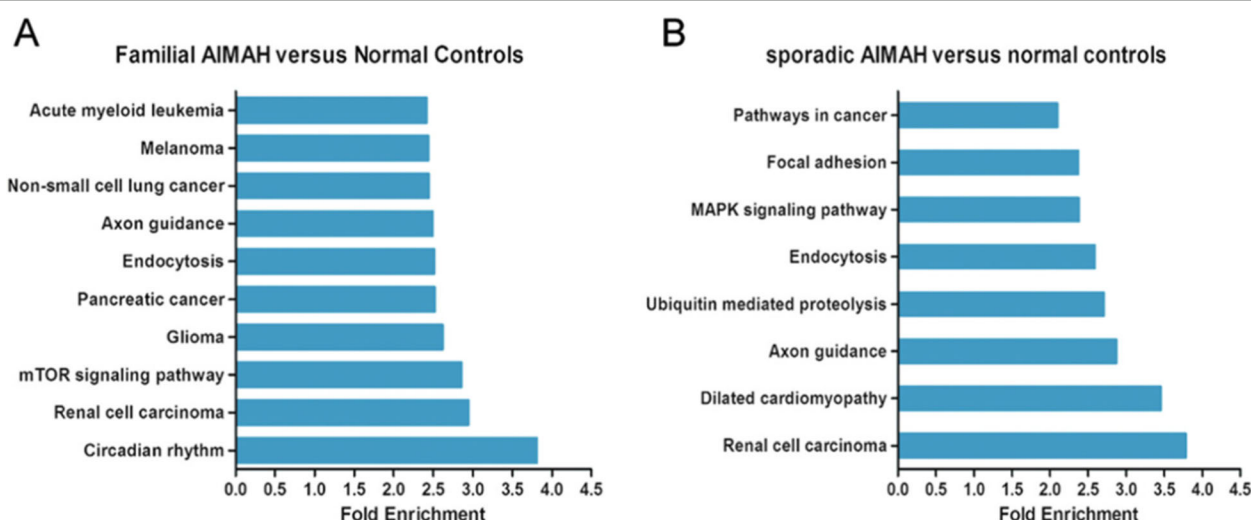 A
Familial AIMAH versus Normal Controls
Acute myeloid leukemia
Melanoma
Non-small cell lung cancer
Axon guidance
Endocytosis
Pancreatic cancer
Glioma
mTOR signaling pathway
Renal cell carcinoma
Circadian rhythm
0.0 0.5 1.0 1.5 2.0 2.5 3.0 3.5 4.0 4.5
Fold Enrichment
B
sporadic AIMAH versus normal controls
Pathways in cancer
Focal adhesion
MAPK signaling pathway
Endocytosis
Ubiquitin mediated proteolysis
Axon guidance
Dilated cardiomyopathy
Renal cell carcinoma
0.0 0.5 1.0 1.5 2.0 2.5 3.0 3.5 4.0 4.5
Fold Enrichment